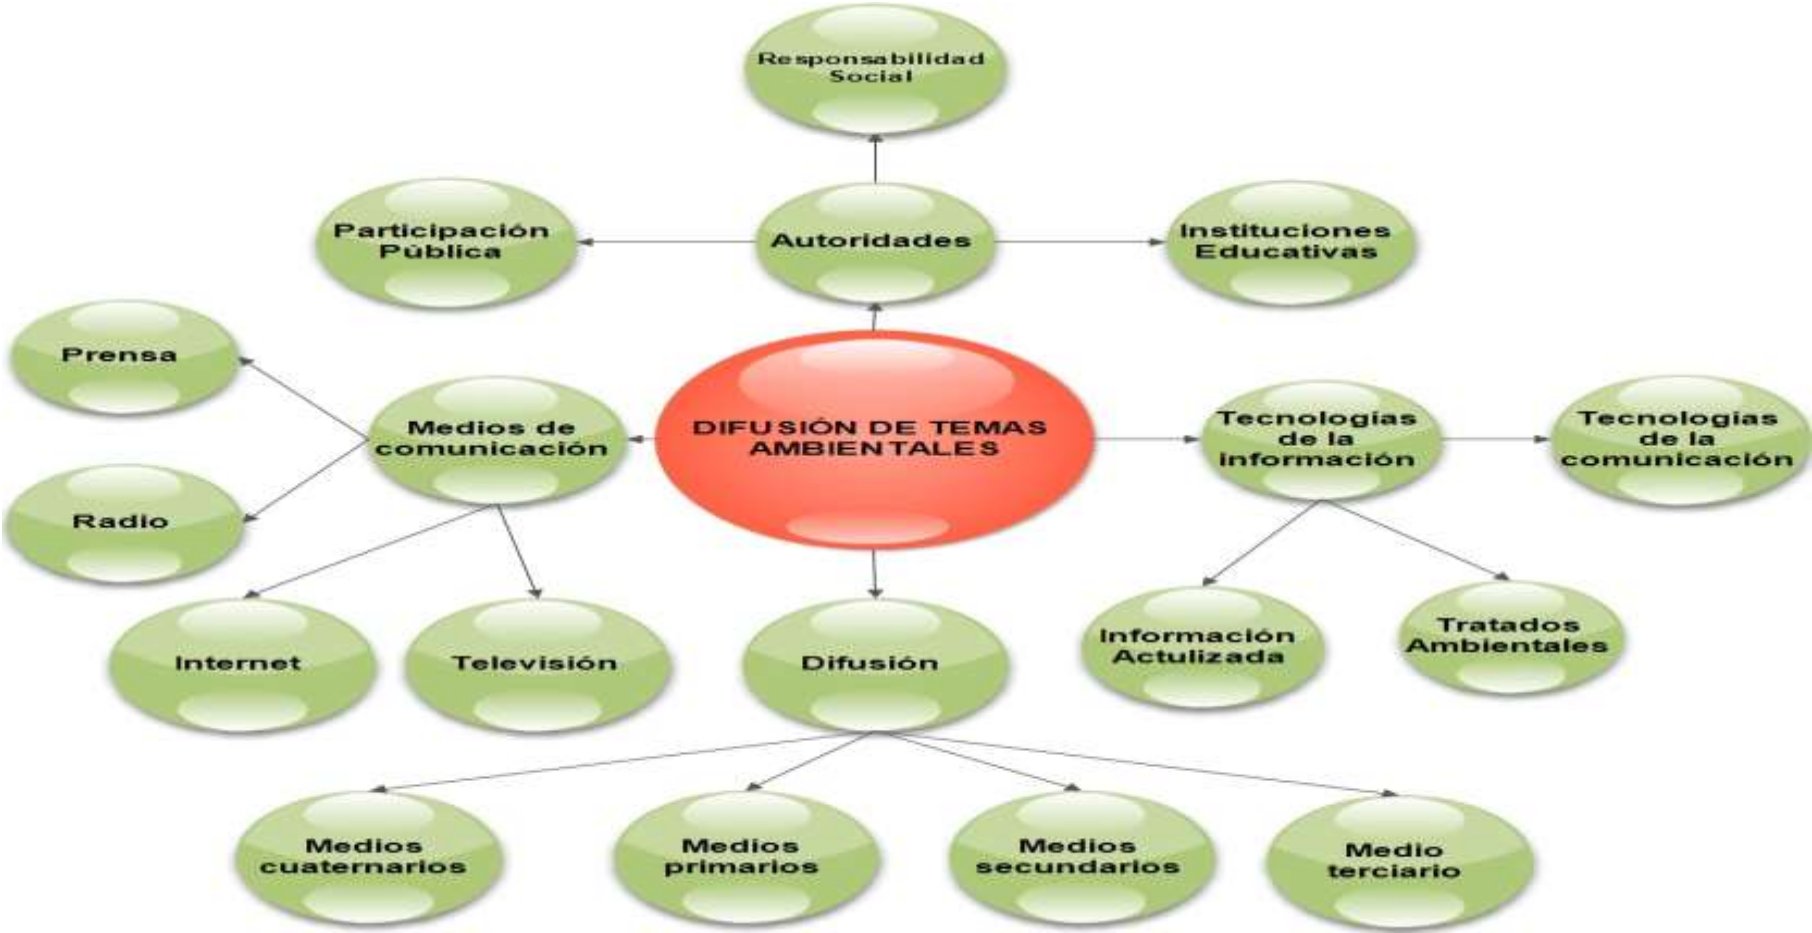 Responsabilidad
Social
Participación
Pública
Autoridades
Instituciones
Educativas
Prensa
Medios de
comunicación
DIFUSIÓN DE TEMAS
AMBIENTALES
Tecnologías
de la
información
Tecnologias
de la
comunicación
Radio
Internet
Televisión
Difusión
Información
Actulizada
Tratados
Ambientales
Medios
cuaternarios
Medios
primarios
Medios
secundarios
Medio
terciario